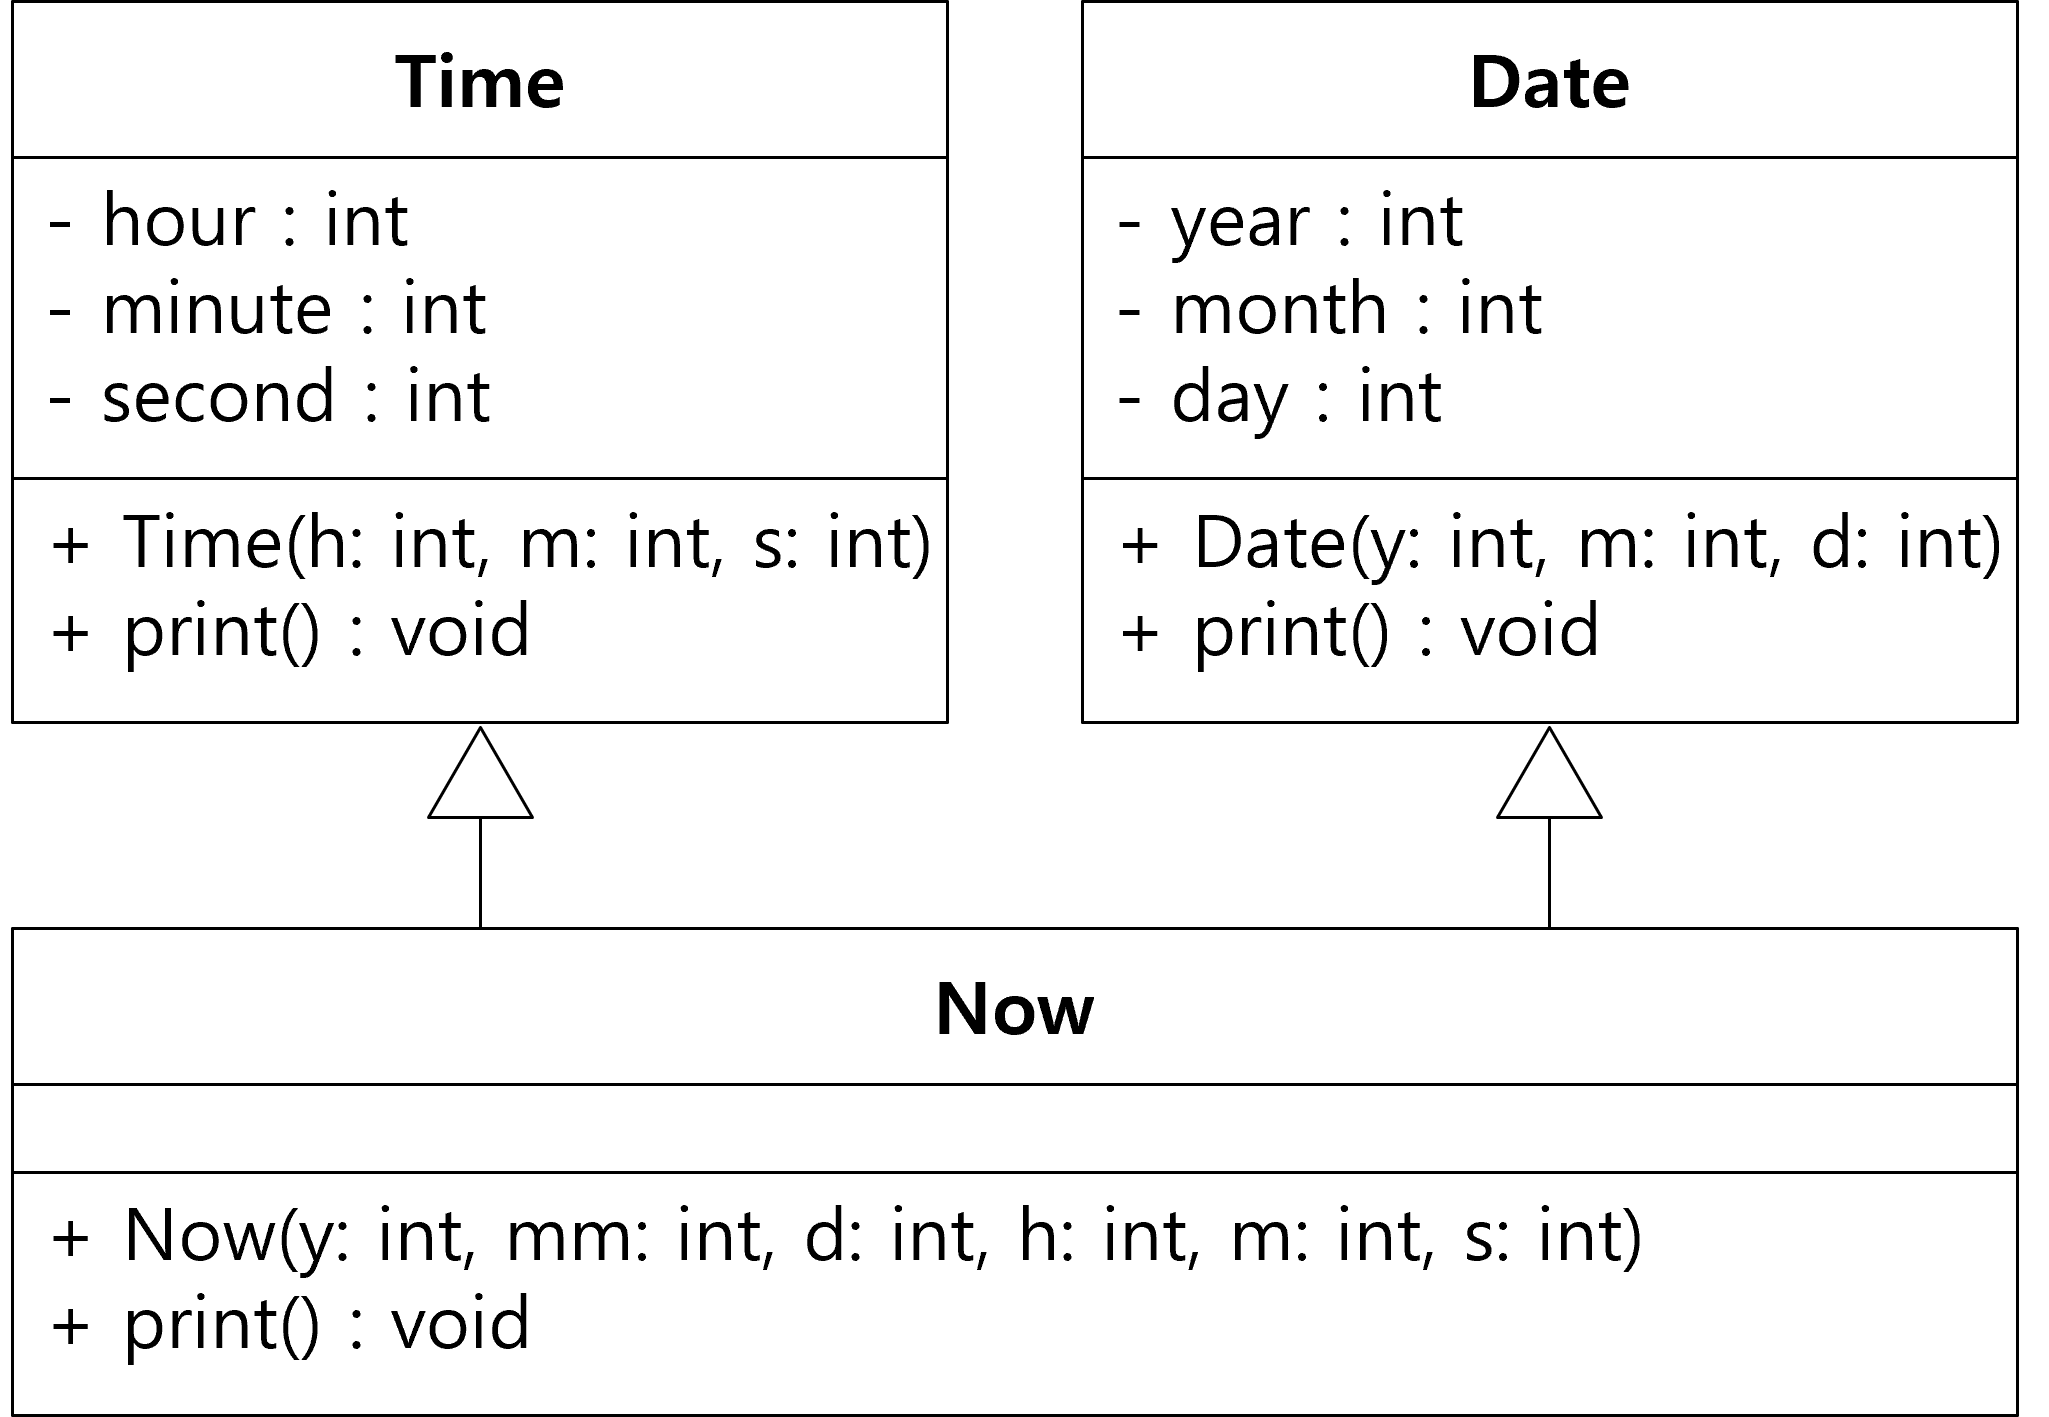 Time
- hour : int
- minute : int
- second : int
+ Time(h: int, m: int, s: int)
+ print() : void
Date
- year : int
- month : int
- day : int
+ Date(y: int, m: int, d: int)
+ print() : void
Now
+ Now(y: int, mm: int, d: int, h: int, m: int, s: int)
+ print() : void